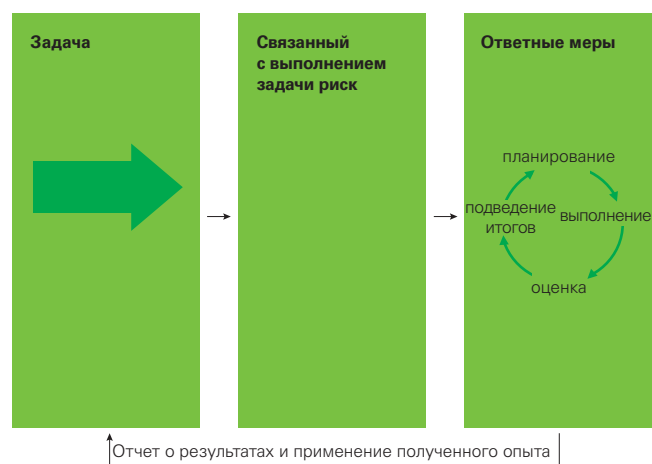 Задача
Связанный
с выполнением
задачи риск
Ответные меры
планирование
выполнение
оценка
подведение
итогов
Отчет о результатах и применение полученного опыта